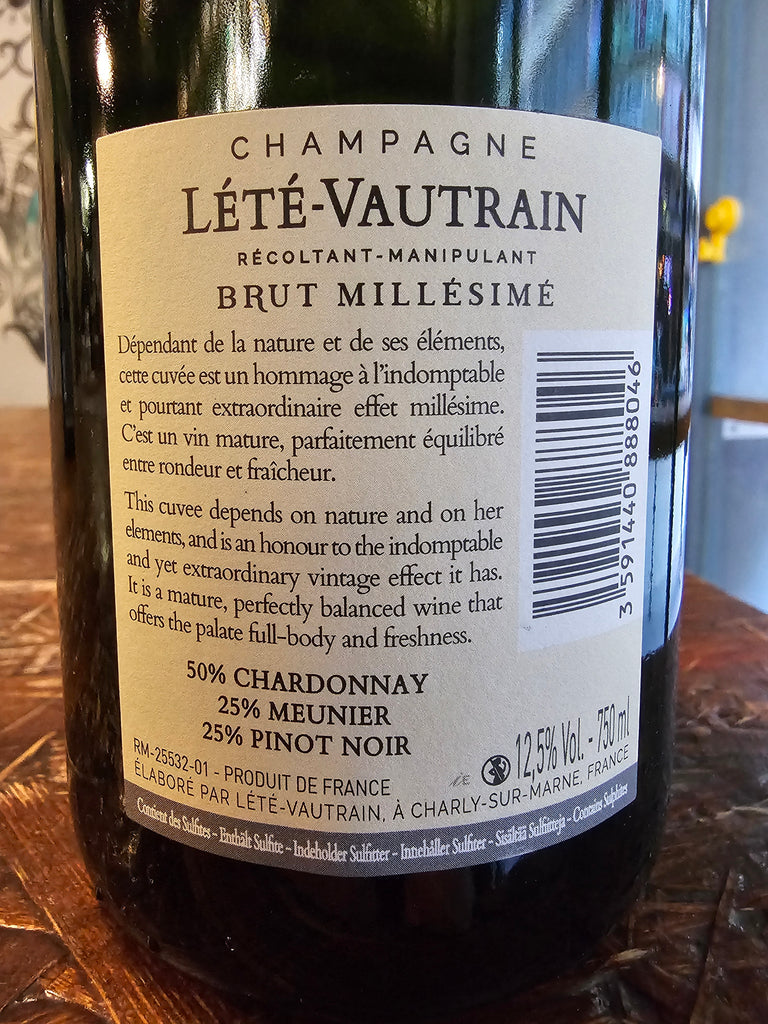 CHAMPAGNE
LÉTÉ-VAUTRAIN
RÉCOLTANT-MANIPULANT
BRUT MILLÉSIMÉ
Dépendant de la nature et de ses éléments,
cette cuvée est un hommage à l'indomptable
et pourtant extraordinaire effet millésime.
C'est un vin mature, parfaitement équilibré
entre rondeur et fraîcheur.
This cuvee depends on nature and on her
elements, and is an honour to the indomptable
and yet extraordinary vintage effect it has.
It is a mature, perfectly balanced wine that
offers the palate full-body and freshness.
50% CHARDONNAY
25% MEUNIER
25% PINOT NOIR
3 591440 888046
12,5% Vol. - 750 ml
RM-25532-01 - PRODUIT DE FRANCE
ÉLABORÉ PAR LÉTÉ-VAUTRAIN, À CHARLY-SUR-MARNE, FRANCE
Contient des Sulfites - Enthält Sulfite - Indeholder Sulfitter - Innehåller Sulfiter - Sisältää Sulfiitteja - Contains Sulphites